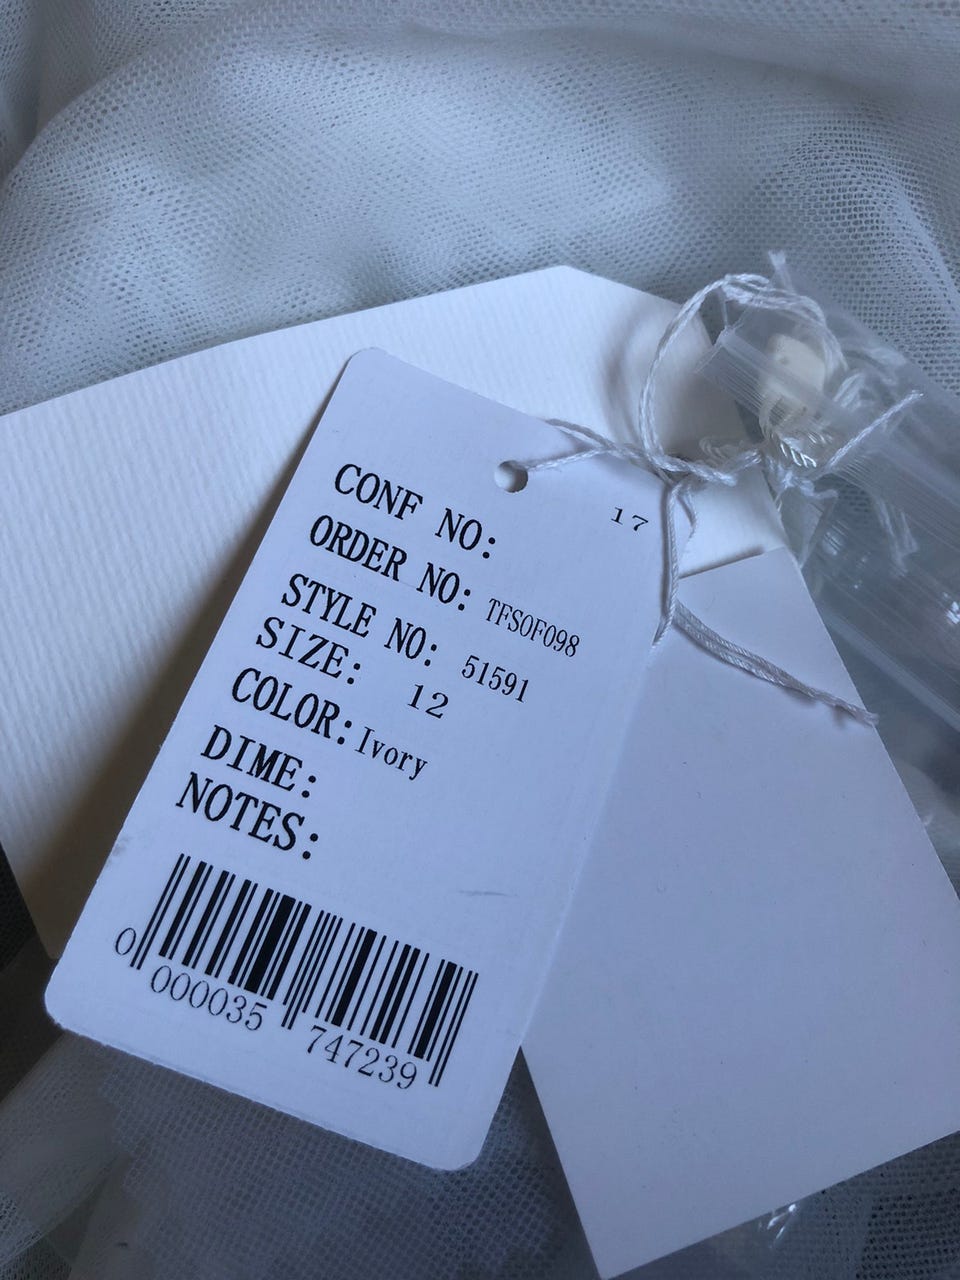 17
CONF NO:
ORDER NO: TFSOF098
STYLE NO: 51591
SIZE: 12
COLOR: Ivory
DIME:
NOTES:
0 000035 747239